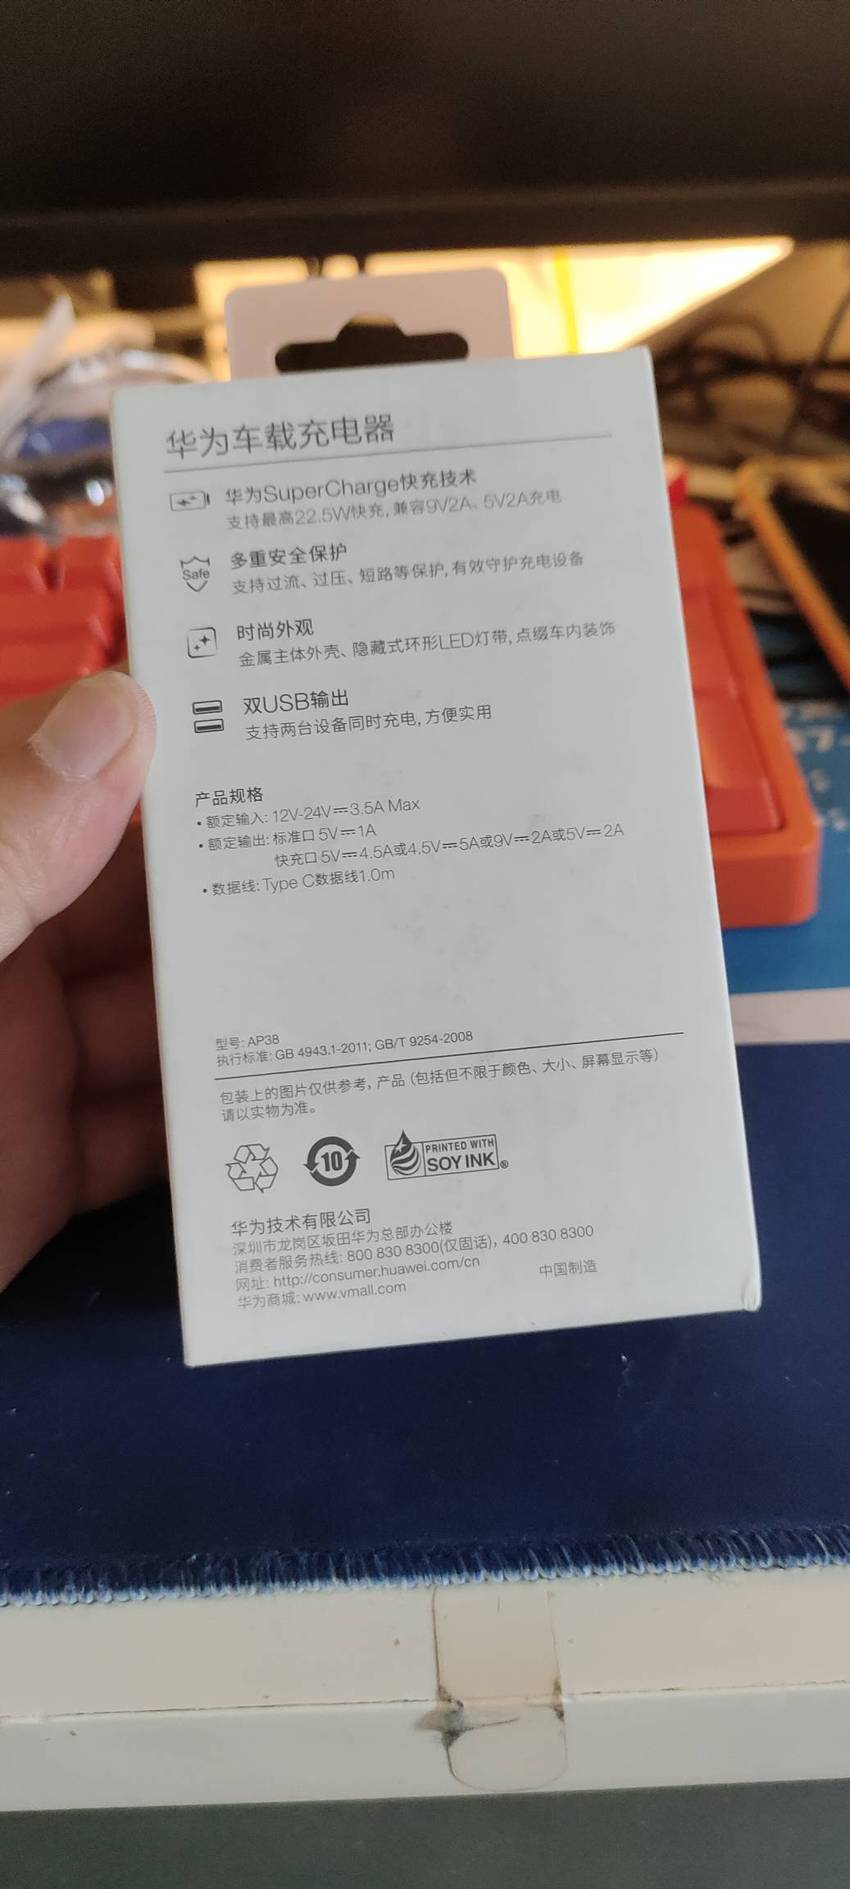 华为车载充电器
华为SuperCharge快充技术
支持最高22.5W快充,兼容9V2A、5V2A充电
Safe
多重安全保护
支持过流、过压、短路等保护,有效守护充电设备
时尚外观
金属主体外壳、隐藏式环形LED灯带,点缀车内装饰
双USB输出
支持两台设备同时充电,方便实用
产品规格
• 额定输入: 12V-24V⎓3.5A Max
• 额定输出: 标准口 5V⎓1A
快充口 5V⎓4.5A或4.5V⎓5A或9V⎓2A或5V⎓2A
• 数据线: Type C数据线1.0m
型号: AP38
执行标准: GB 4943.1-2011; GB/T 9254-2008
包装上的图片仅供参考, 产品 (包括但不限于颜色、大小、屏幕显示等)
请以实物为准。
10
PRINTED WITH
SOY INK®
华为技术有限公司
深圳市龙岗区坂田华为总部办公楼
消费者服务热线: 800 830 8300(仅固话), 400 830 8300
网址: http://consumer.huawei.com/cn
华为商城: www.vmall.com
中国制造